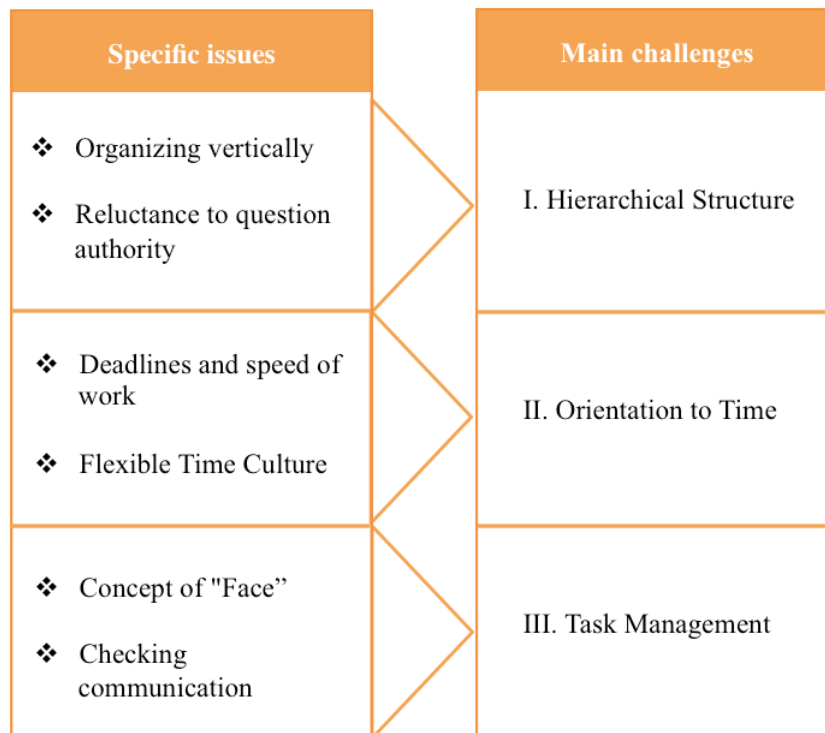 Specific issues
Main challenges
❖ Organizing vertically
❖ Reluctance to question
authority
I. Hierarchical Structure
❖ Deadlines and speed of
work
❖ Flexible Time Culture
II. Orientation to Time
❖ Concept of "Face”
❖ Checking
communication
III. Task Management